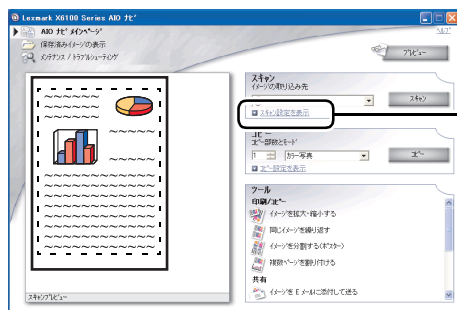 Lexmark X6100 Series AIO ナビ
AIO ナビ メインページ
ヘルプ
保存済みイメージの表示
メンテナンス / トラブルシューティング
プレビュー
スキャン
イメージの取り込み先
スキャン
スキャン設定を表示
コピー
コピー部数とモード
1
カラー写真
コピー
コピー設定を表示
ツール
印刷/コピー
イメージを拡大・縮小する
同じイメージを繰り返す
イメージを分割する(ポスター)
複数ページを割り付ける
共有
イメージを E メールに添付して送る
スキャンプレビュー